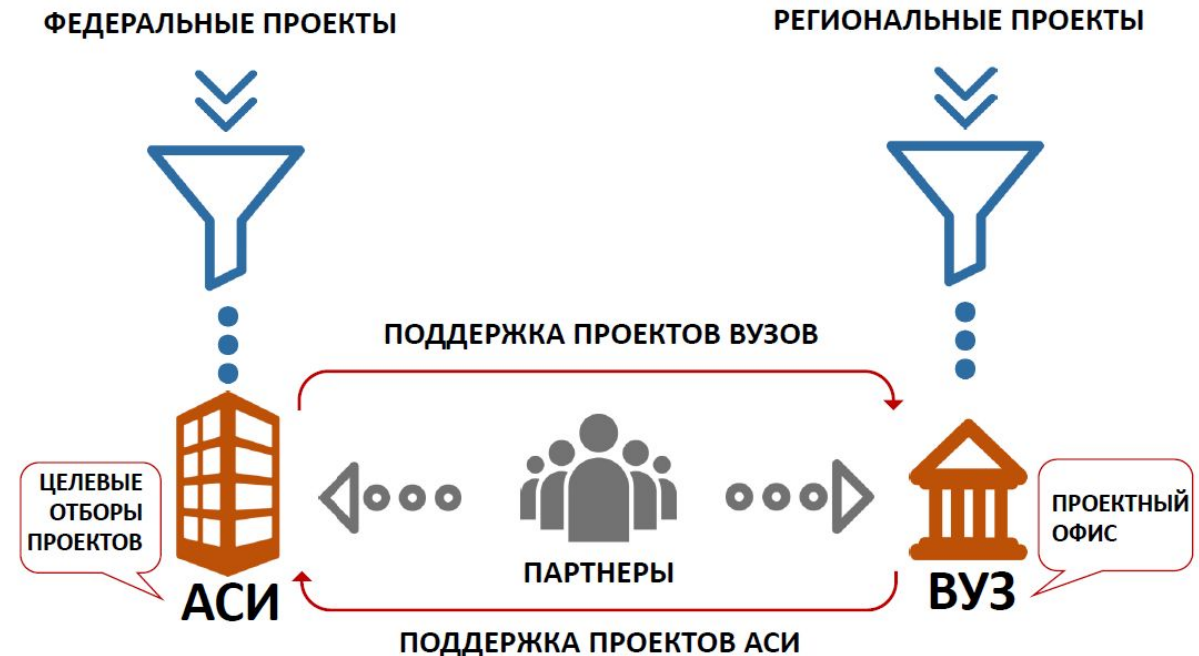 ФЕДЕРАЛЬНЫЕ ПРОЕКТЫ
РЕГИОНАЛЬНЫЕ ПРОЕКТЫ
ПОДДЕРЖКА ПРОЕКТОВ ВУЗОВ
ЦЕЛЕВЫЕ
ОТБОРЫ
ПРОЕКТОВ
АСИ
ПАРТНЕРЫ
ВУЗ
ПРОЕКТНЫЙ
ОФИС
ПОДДЕРЖКА ПРОЕКТОВ АСИ